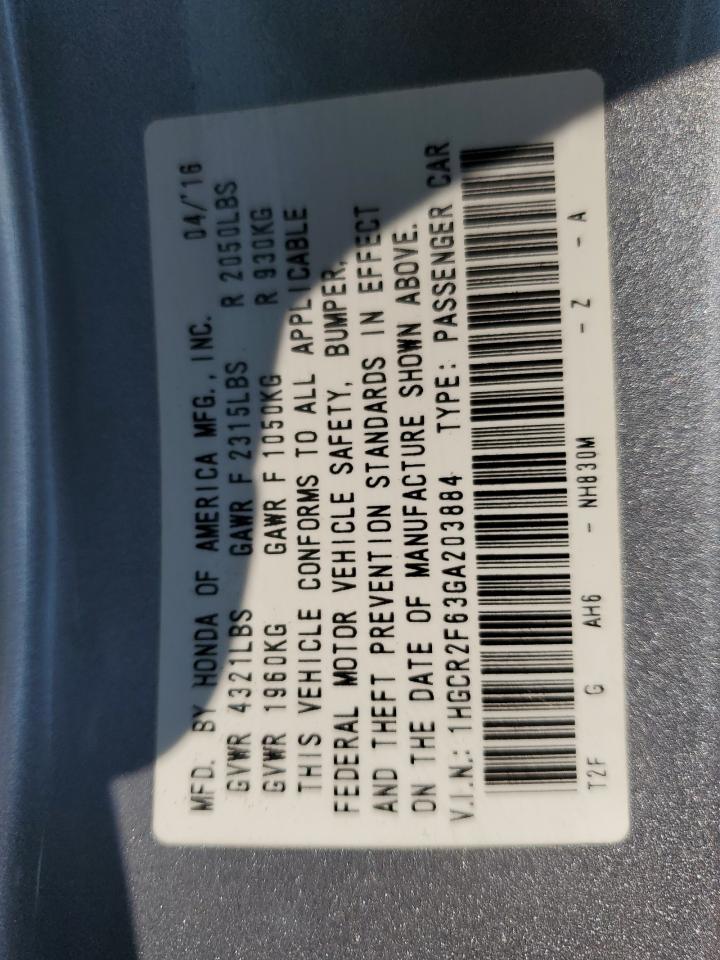 MFD. BY HONDA OF AMERICA MFG., INC. 04/'16
GVWR 4321LBS GAWR F 2315LBS R 2050LBS
GVWR 1960KG GAWR F 1050KG R 930KG
THIS VEHICLE CONFORMS TO ALL APPLICABLE
FEDERAL MOTOR VEHICLE SAFETY, BUMPER,
AND THEFT PREVENTION STANDARDS IN EFFECT
ON THE DATE OF MANUFACTURE SHOWN ABOVE.
V.I.N.: 1HGCR2F63GA203884 TYPE: PASSENGER CAR
T2F G AH6 - NH830M - Z - A